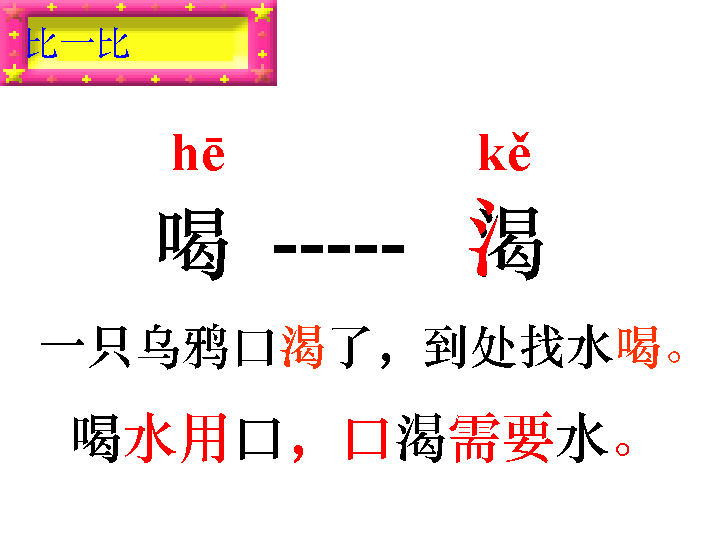 比一比
hē kě
喝 ----- 渴
一只乌鸦口渴了，到处找水喝。
喝水用口，口渴需要水。